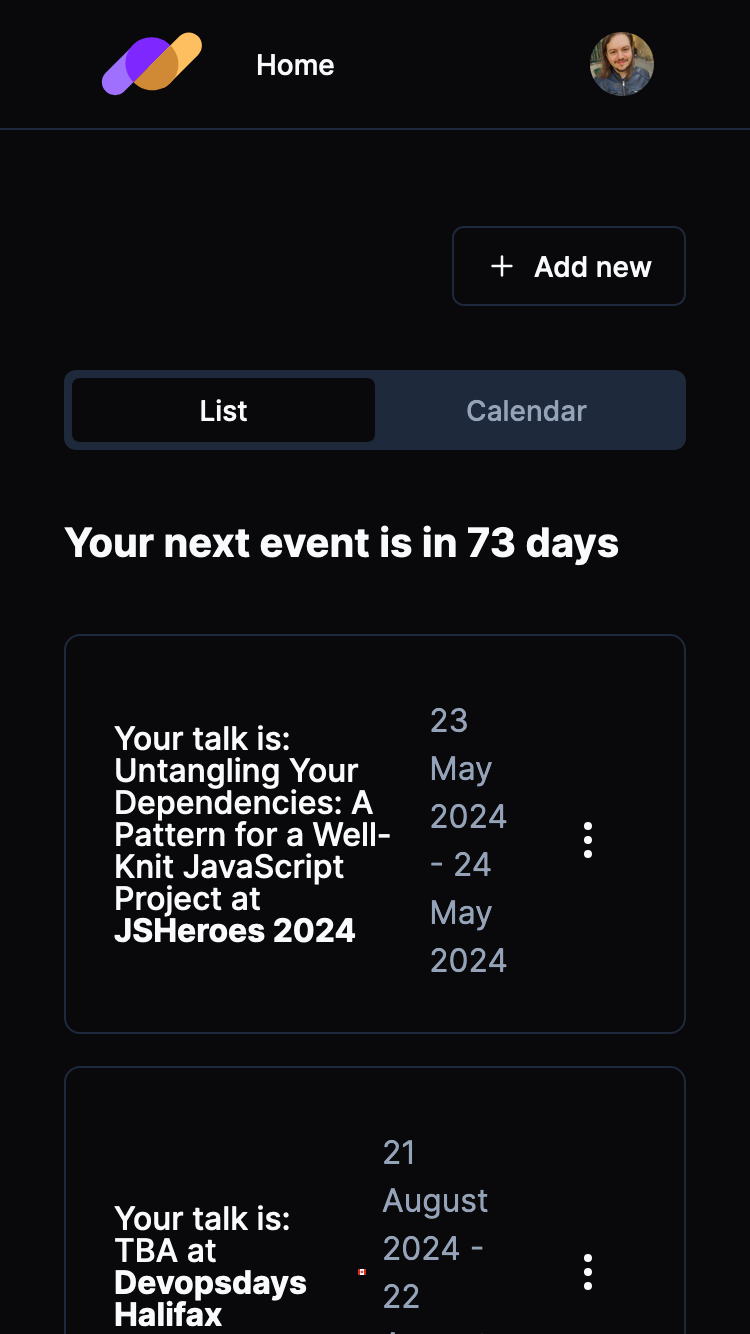 Home
Add new
List
Calendar
Your next event is in 73 days
Your talk is:
Untangling Your
Dependencies: A
Pattern for a Well-
Knit JavaScript
Project at
JSHeroes 2024
23
May
2024
- 24
May
2024
Your talk is:
TBA at
Devopsdays
Halifax
21
August
2024 -
22